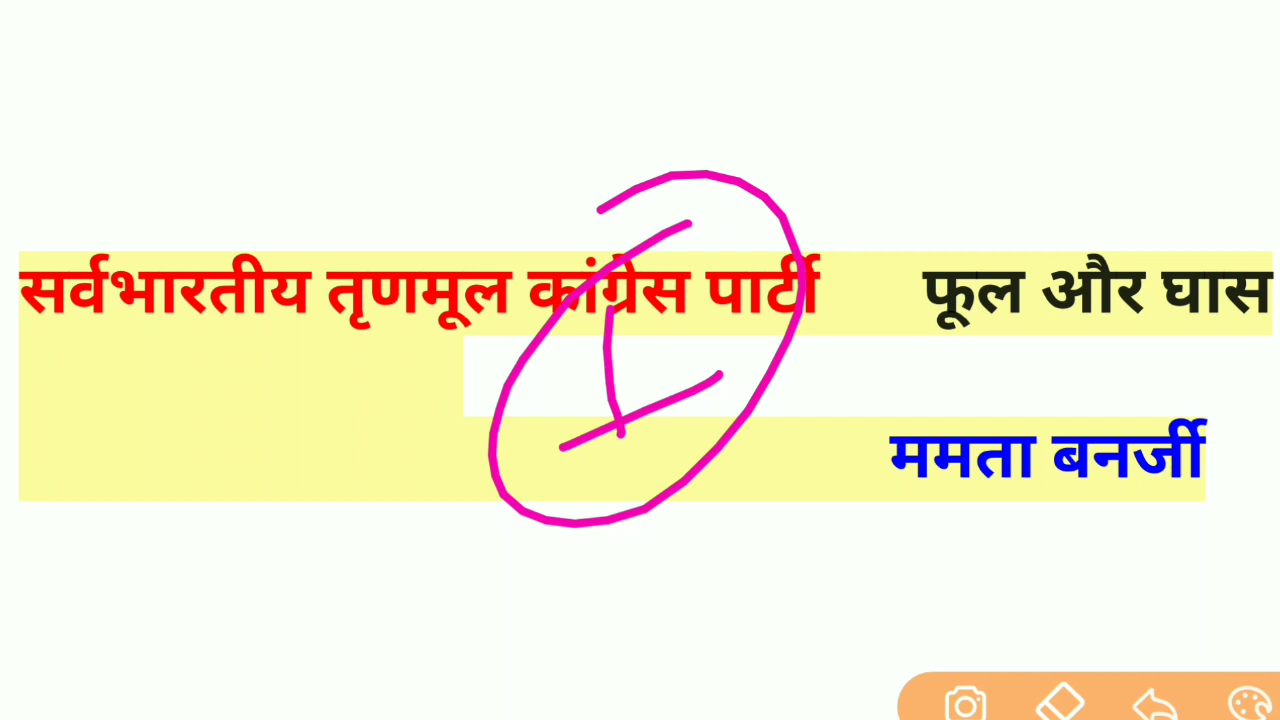 सर्वभारतीय तृणमूल कांग्रेस पार्टी फूल और घास
ममता बनर्जी